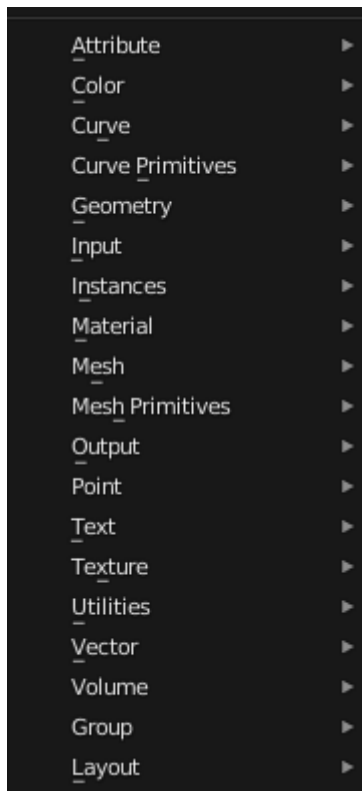 Attribute
Color
Curve
Curve Primitives
Geometry
Input
Instances
Material
Mesh
Mesh Primitives
Output
Point
Text
Texture
Utilities
Vector
Volume
Group
Layout